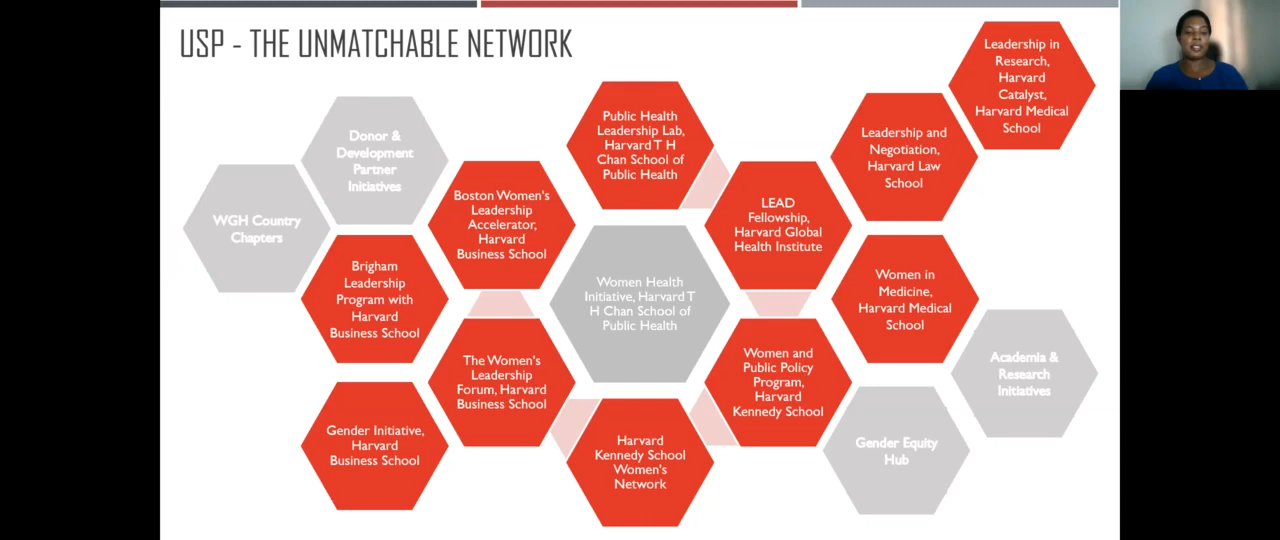 USP - THE UNMATCHABLE NETWORK
Leadership in
Research,
Harvard
Catalyst,
Harvard Medical
School
Public Health
Leadership Lab,
Harvard T H
Chan School of
Public Health
Leadership and
Negotiation,
Harvard Law
School
Donor &
Development
Partner
Initiatives
Boston Women's
Leadership
Accelerator,
Harvard
Business School
LEAD
Fellowship,
Harvard Global
Health Institute
WGH Country
Chapters
Brigham
Leadership
Program with
Harvard
Business School
Women Health
Initiative, Harvard T
H Chan School of
Public Health
Women in
Medicine,
Harvard Medical
School
The Women's
Leadership
Forum, Harvard
Business School
Women and
Public Policy
Program,
Harvard
Kennedy School
Academia &
Research
Initiatives
Gender Initiative,
Harvard
Business School
Harvard
Kennedy School
Women's
Network
Gender Equity
Hub